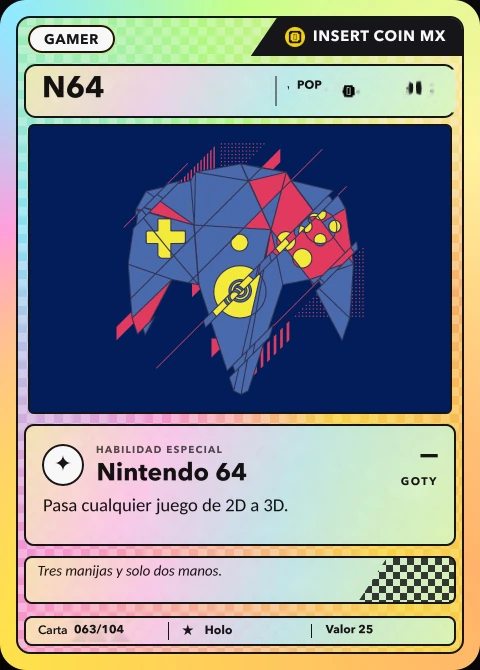 GAMER
INSERT COIN MX
N64
POP
HABILIDAD ESPECIAL
Nintendo 64
Pasa cualquier juego de 2D a 3D.
—
GOTY
Tres manijas y solo dos manos.
Carta 063/104 ★ Holo Valor 25